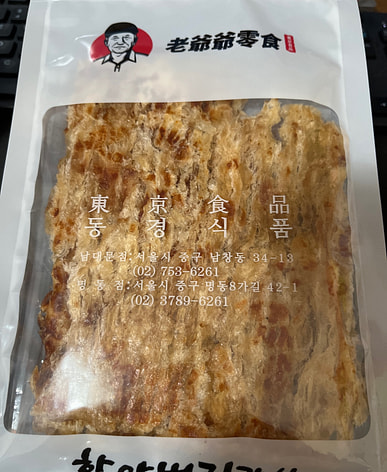 老爺爺零食
東京食品
동경식품
남대문점:서울시 중구 남창동 34-13
(02) 753-6261
명동점:서울시 중구 명동8가길 42-1
(02) 3789-6261